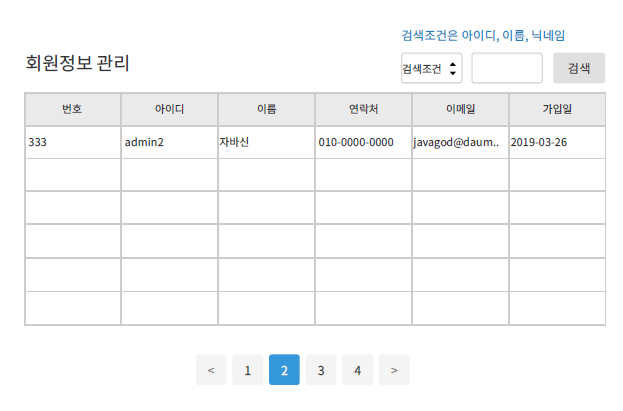 검색조건은 아이디, 이름, 닉네임
회원정보 관리
검색조건 검색
번호 아이디 이름 연락처 이메일 가입일
333 admin2 자바신 010-0000-0000 javagod@daum.. 2019-03-26
< 1 2 3 4 >